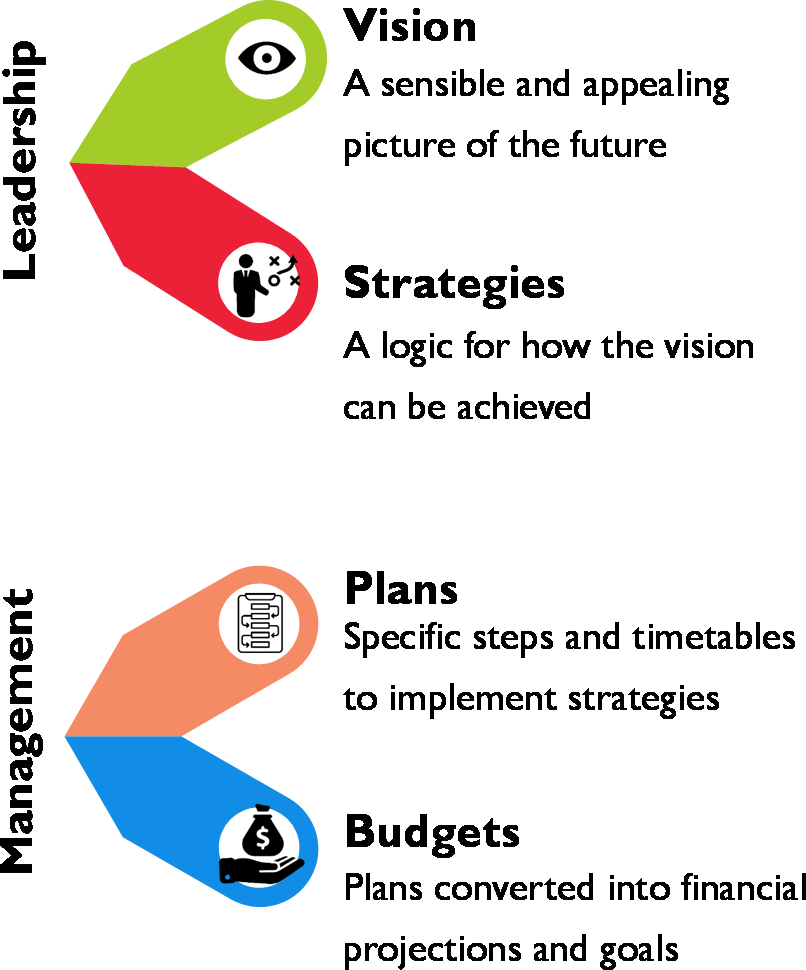 Leadership
Vision
A sensible and appealing
picture of the future
Strategies
A logic for how the vision
can be achieved
Management
Plans
Specific steps and timetables
to implement strategies
Budgets
Plans converted into financial
projections and goals